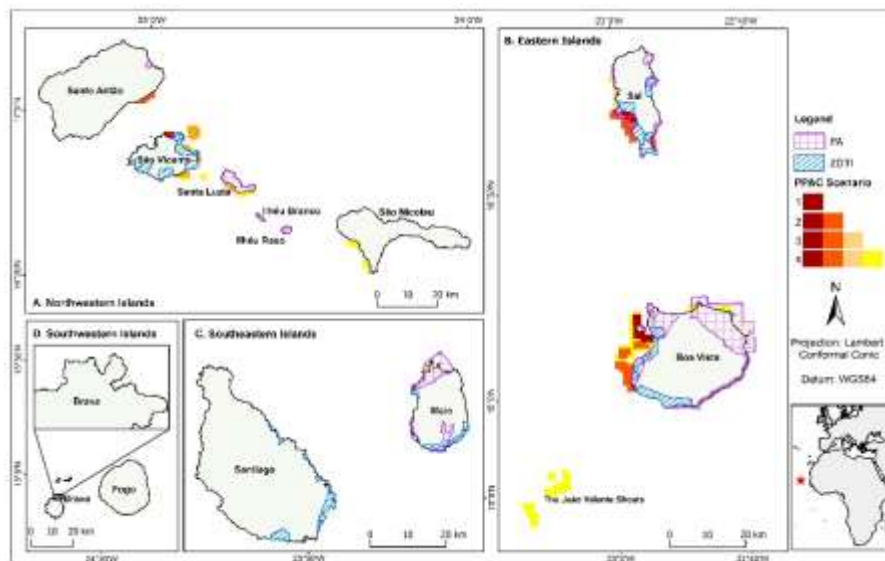 A. Northwestern Islands
Santo Antão
São Vicente
Santa Luzia
Ilhéu Branco
Ilhéu Raso
São Nicolau
0 10 20 km
B. Eastern Islands
Sal
Boa Vista
The João Valente Shoals
0 10 20 km
Legend
PA
ZDTI
PPAC Scenario
1
2
3
4
N
Projection: Lambert
Conformal Conic
Datum: WGS84
D. Southwestern Islands
Brava
Brava
Fogo
0 10 20 km
C. Southeastern Islands
Santiago
Maio
0 10 20 km